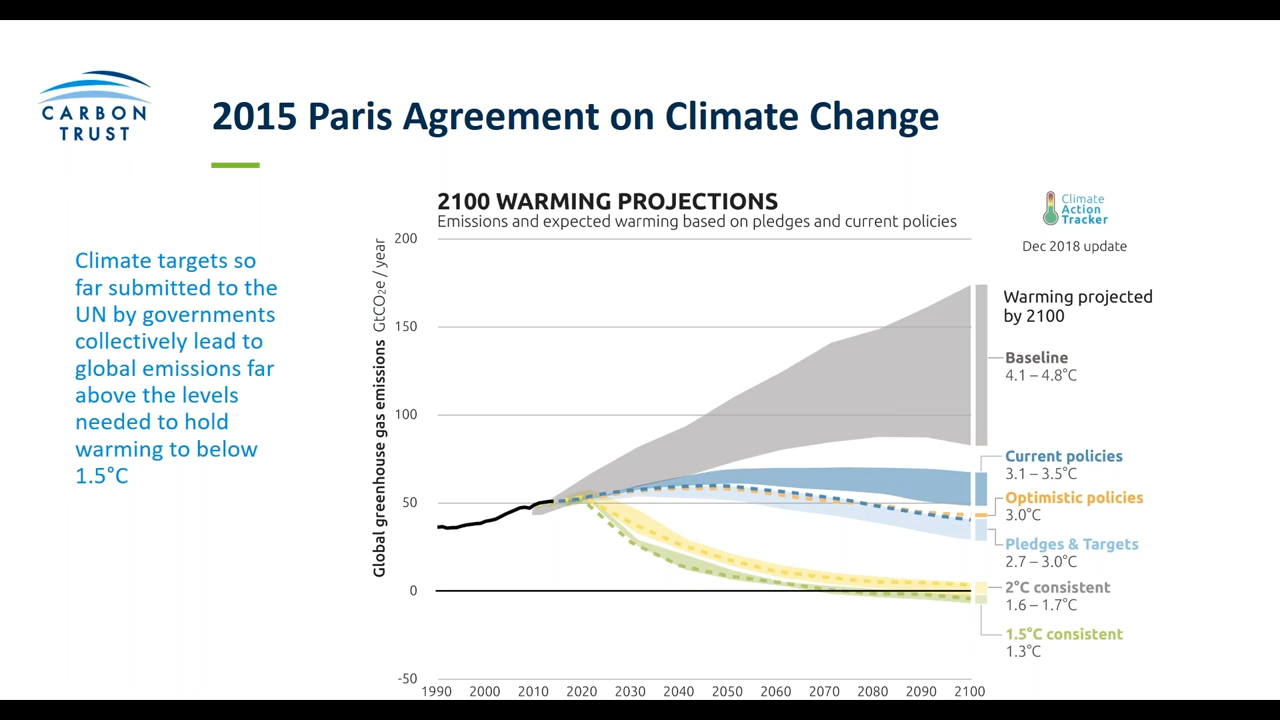 CARBON
TRUST
2015 Paris Agreement on Climate Change
Climate targets so
far submitted to the
UN by governments
collectively lead to
global emissions far
above the levels
needed to hold
warming to below
1.5°C
2100 WARMING PROJECTIONS
Emissions and expected warming based on pledges and current policies
Climate
Action
Tracker
Dec 2018 update
Global greenhouse gas emissions GtCO₂e / year
200
150
100
50
0
-50
1990 2000 2010 2020 2030 2040 2050 2060 2070 2080 2090 2100
Warming projected
by 2100
Baseline
4.1 – 4.8°C
Current policies
3.1 – 3.5°C
Optimistic policies
3.0°C
Pledges & Targets
2.7 – 3.0°C
2°C consistent
1.6 – 1.7°C
1.5°C consistent
1.3°C